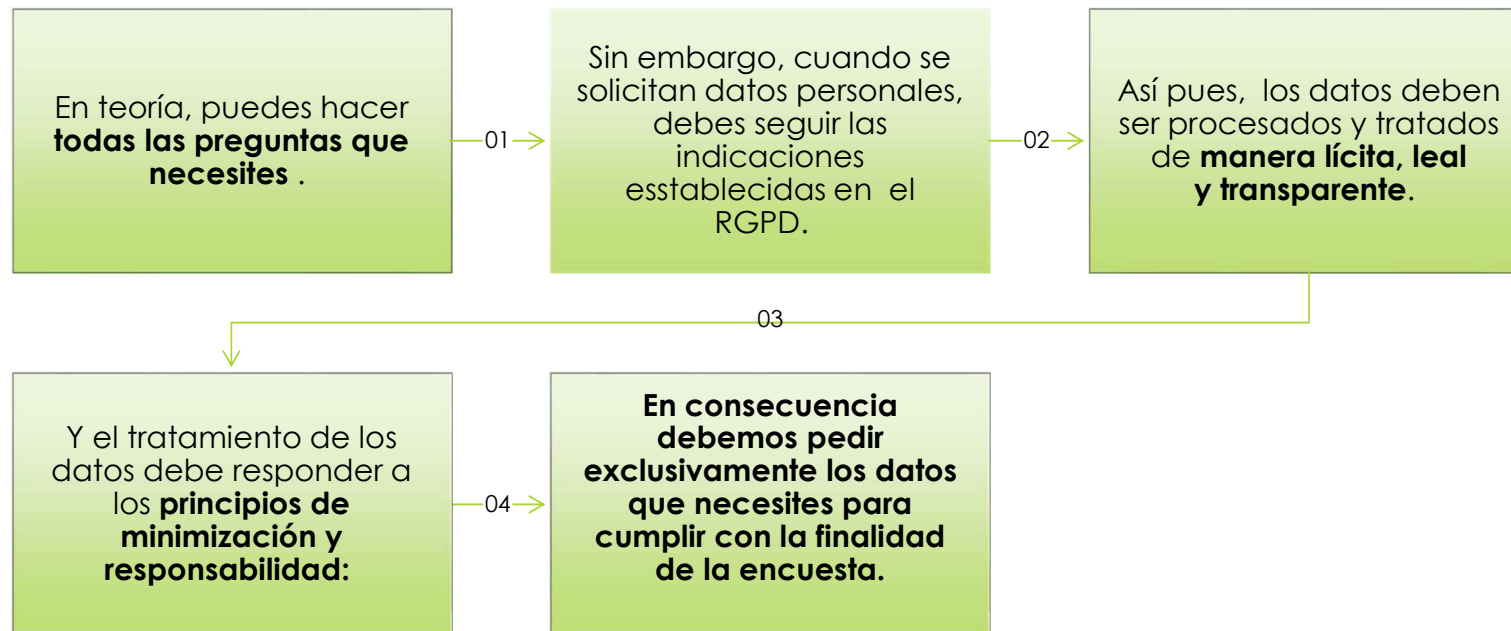 En teoría, puedes hacer
todas las preguntas que
necesites .
01
Sin embargo, cuando se
solicitan datos personales,
debes seguir las
indicaciones
esstablecidas en el
RGPD.
02
Así pues, los datos deben
ser procesados y tratados
de manera lícita, leal
y transparente.
03
Y el tratamiento de los
datos debe responder a
los principios de
minimización y
responsabilidad:
04
En consecuencia
debemos pedir
exclusivamente los datos
que necesites para
cumplir con la finalidad
de la encuesta.